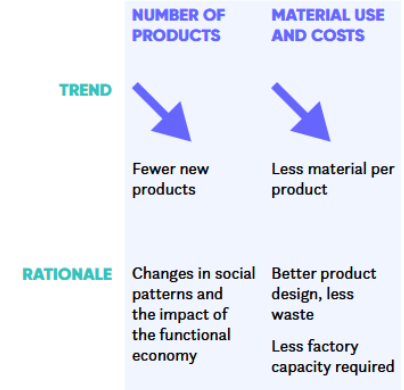 NUMBER OF
PRODUCTS
MATERIAL USE
AND COSTS
TREND
Fewer new
products
Less material per
product
RATIONALE
Changes in social
patterns and
the impact of
the functional
economy
Better product
design, less
waste
Less factory
capacity required